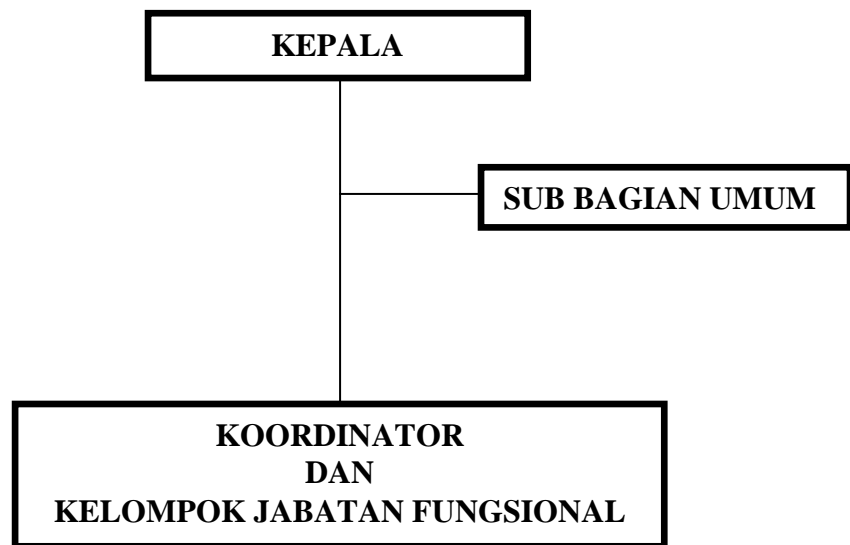 KEPALA
SUB BAGIAN UMUM
KOORDINATOR
DAN
KELOMPOK JABATAN FUNGSIONAL